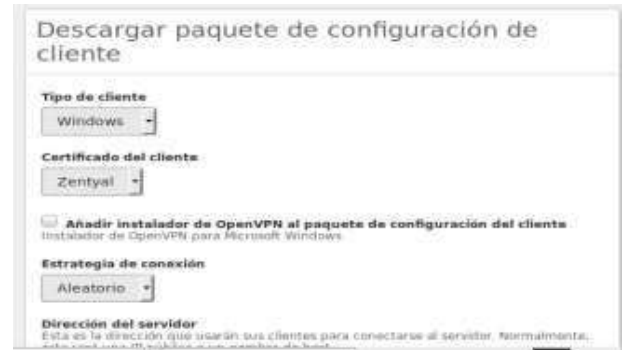 Descargar paquete de configuración de
cliente
Tipo de cliente
Windows
Certificado del cliente
Zentyal
Añadir instalador de OpenVPN al paquete de configuración del cliente
Instalador de OpenVPN para Microsoft Windows
Estrategia de conexión
Aleatorio
Dirección del servidor
Esta es la dirección que usarán sus clientes para conectarse al servidor. Normalmente,